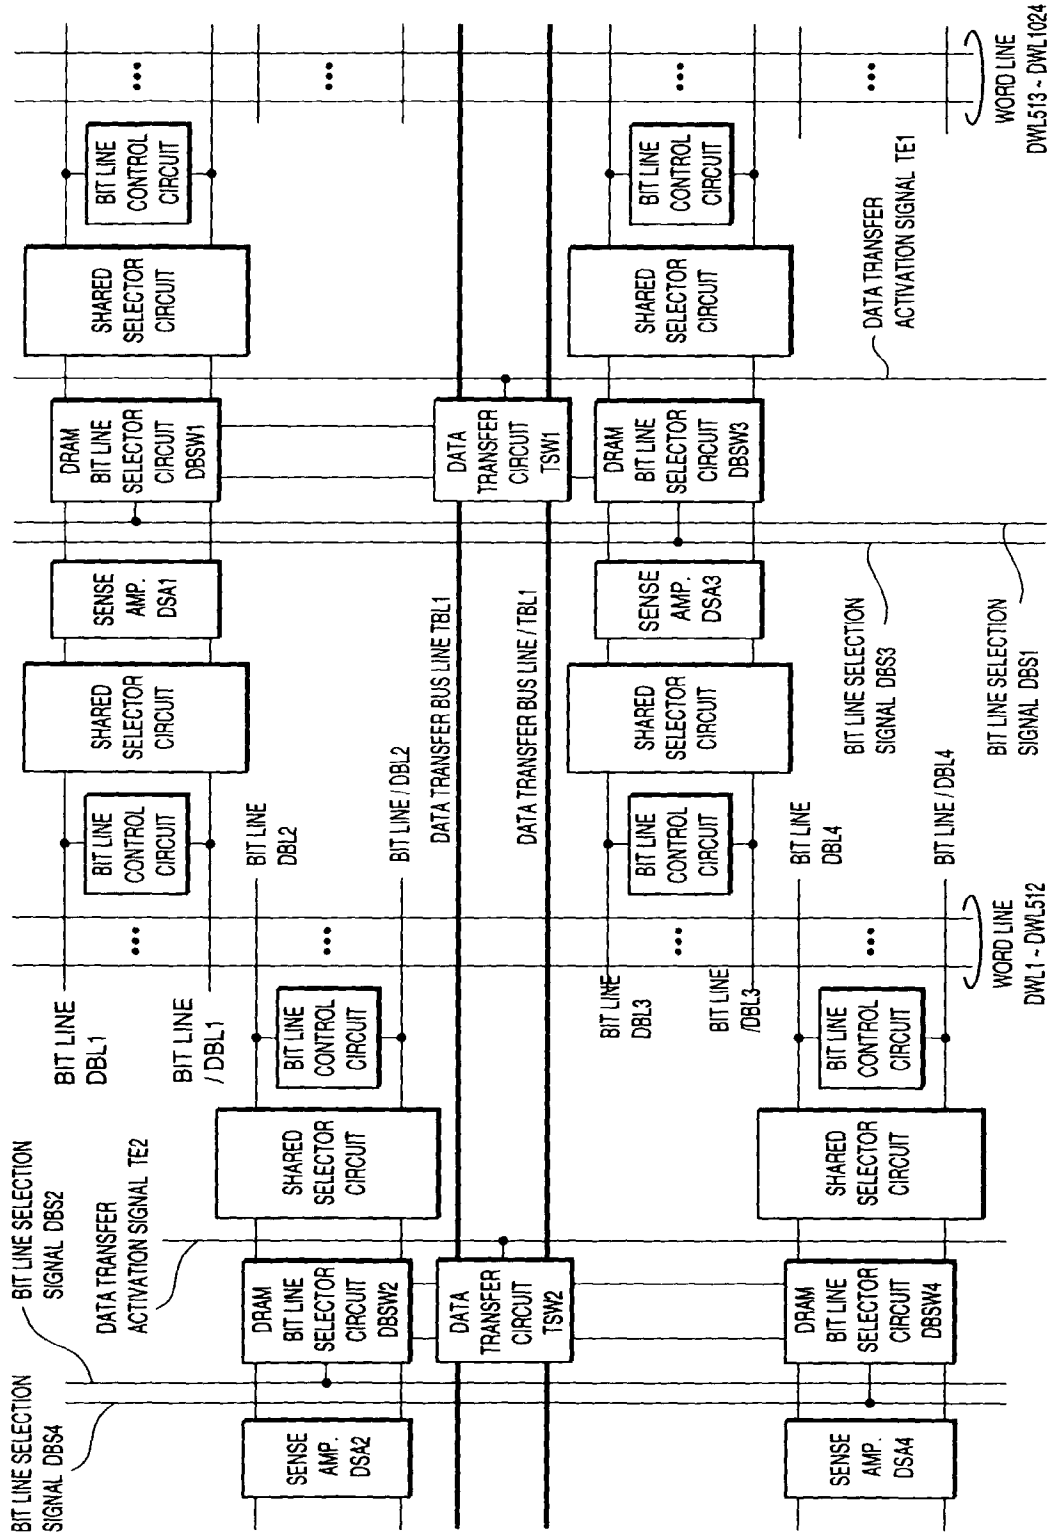 BIT LINE SELECTION
SIGNAL DBS4
BIT LINE SELECTION
SIGNAL DBS2
DATA TRANSFER
ACTIVATION SIGNAL TE2
BIT LINE
DBL1
BIT LINE
/ DBL1
BIT LINE
CONTROL
CIRCUIT
SHARED
SELECTOR
CIRCUIT
SENSE
AMP.
DSA1
DRAM
BIT LINE
SELECTOR
CIRCUIT
DBSW1
SHARED
SELECTOR
CIRCUIT
BIT LINE
CONTROL
CIRCUIT
SENSE
AMP.
DSA2
DRAM
BIT LINE
SELECTOR
CIRCUIT
DBSW2
SHARED
SELECTOR
CIRCUIT
BIT LINE
CONTROL
CIRCUIT
BIT LINE
DBL2
BIT LINE / DBL2
DATA TRANSFER BUS LINE TBL1
DATA
TRANSFER
CIRCUIT
TSW2
DATA
TRANSFER
CIRCUIT
TSW1
DATA TRANSFER BUS LINE / TBL1
BIT LINE
DBL3
BIT LINE
/DBL3
BIT LINE
CONTROL
CIRCUIT
SHARED
SELECTOR
CIRCUIT
SENSE
AMP.
DSA3
DRAM
BIT LINE
SELECTOR
CIRCUIT
DBSW3
SHARED
SELECTOR
CIRCUIT
BIT LINE
CONTROL
CIRCUIT
SENSE
AMP.
DSA4
DRAM
BIT LINE
SELECTOR
CIRCUIT
DBSW4
SHARED
SELECTOR
CIRCUIT
BIT LINE
CONTROL
CIRCUIT
BIT LINE
DBL4
BIT LINE / DBL4
BIT LINE SELECTION
SIGNAL DBS3
DATA TRANSFER
ACTIVATION SIGNAL TE1
WORD LINE
DWL1 ~ DWL512
BIT LINE SELECTION
SIGNAL DBS1
WORD LINE
DWL513 ~ DWL1024